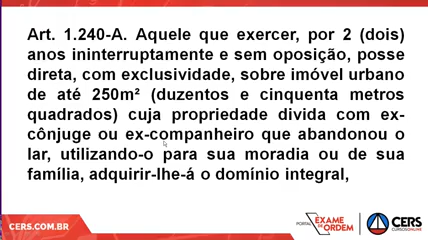 Art. 1.240-A. Aquele que exercer, por 2 (dois)
anos ininterruptamente e sem oposição, posse
direta, com exclusividade, sobre imóvel urbano
de até 250m² (duzentos e cinquenta metros
quadrados) cuja propriedade divida com ex-
cônjuge ou ex-companheiro que abandonou o
lar, utilizando-o para sua moradia ou de sua
família, adquirir-lhe-á o domínio integral,
CERS.COM.BR
PORTAL EXAME DE ORDEM
CERS
CURSOS ONLINE